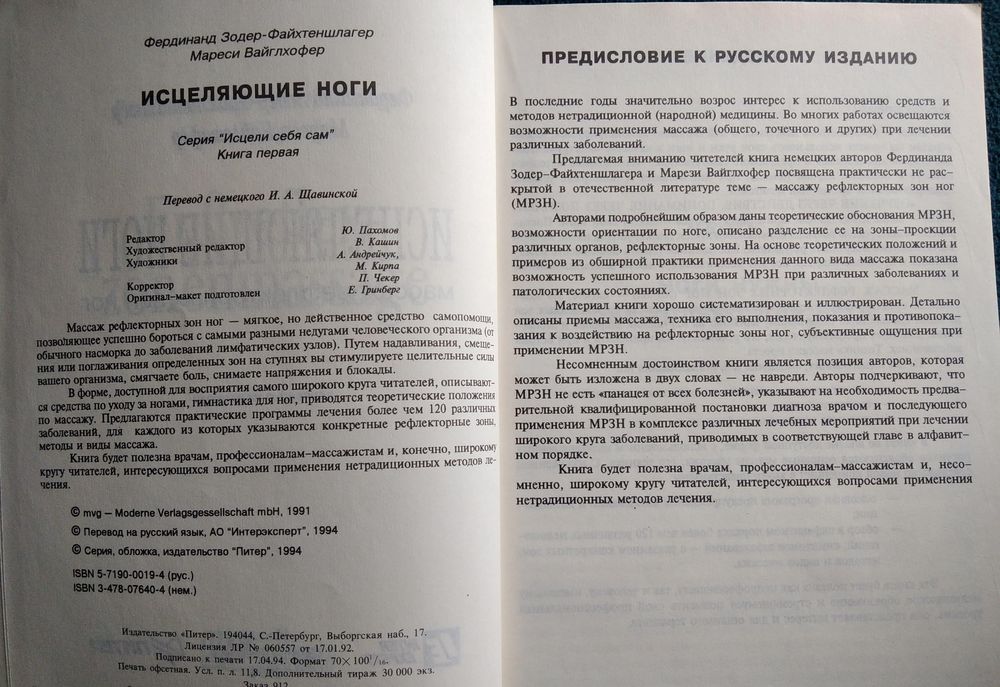 Фердинанд Зодер-Файхтеншлагер
Мареси Вайглхофер
ИСЦЕЛЯЮЩИЕ НОГИ
Серия "Исцели себя сам"
Книга первая
Перевод с немецкого И. А. Щавинской
Редактор Ю. Пахомов
Художественный редактор В. Кашин
Художники А. Андрейчук,
М. Кирпа
Корректор П. Чекер
Оригинал–макет подготовлен Е. Гринберг
Массаж рефлекторных зон ног — мягкое, но действенное средство самопомощи,
позволяющее успешно бороться с самыми разными недугами человеческого организма (от
обычного насморка до заболеваний лимфатических узлов). Путем надавливания, смеще-
ния или поглаживания определенных зон на ступнях вы стимулируете целительные силы
вашего организма, смягчаете боль, снимаете напряжения и блокады.
В форме, доступной для восприятия самого широкого круга читателей, описывают-
ся средства по уходу за ногами, гимнастика для ног, приводятся теоретические положения
по массажу. Предлагаются практические программы лечения более чем 120 различных
заболеваний, для каждого из которых указываются конкретные рефлекторные зоны,
методы и виды массажа.
Книга будет полезна врачам, профессионалам–массажистам и, конечно, широкому
кругу читателей, интересующихся вопросами применения нетрадиционных методов ле-
чения.
© mvg – Moderne Verlagsgesellschaft mbH, 1991
© Перевод на русский язык, АО "Интерэксперт", 1994
© Серия, обложка, издательство "Питер", 1994
ISBN 5-7190-0019-4 (рус.)
ISBN 3-478-07640-4 (нем.)
Издательство «Питер». 194044, С.-Петербург, Выборгская наб., 17.
Лицензия ЛР № 060557 от 17.01.92.
Подписано к печати 17.04.94. Формат 70×100 1/16.
Печать офсетная. Усл. п. л. 11,8. Дополнительный тираж 30 000 экз.
Заказ 912
ПРЕДИСЛОВИЕ К РУССКОМУ ИЗДАНИЮ
В последние годы значительно возрос интерес к использованию средств и
методов нетрадиционной (народной) медицины. Во многих работах освещаются
возможности применения массажа (общего, точечного и других) при лечении
различных заболеваний.
Предлагаемая вниманию читетелей книга немецких авторов Фердинанда
Зодер–Файхтеншлагера и Марези Вайглхофер посвящена практически не рас-
крытой в отечественной литературе теме — массажу рефлекторных зон ног
(МРЗН).
Авторами подробнейшим образом даны теоретические обоснования МРЗН,
возможности ориентации по ноге, описано разделение ее на зоны–проекции
различных органов, рефлекторные зоны. На основе теоретических положений и
примеров из обширной практики применения данного вида массажа показана
возможность успешного использования МРЗН при различных заболеваниях и
патологических состояниях.
Материал книги хорошо систематизирован и иллюстрирован. Детально
описаны приемы массажа, техника его выполнения, показания и противопока-
зания к воздействию на рефлекторные зоны ног, субъективные ощущения при
применении МРЗН.
Несомненным достоинством книги является позиция авторов, которая
может быть изложена в двух словах — не навреди. Авторы подчеркивают, что
МРЗН не есть «панацея от всех болезней», указывают на необходимость предва-
рительной квалифицированной постановки диагноза врачом и последующего
применения МРЗН в комплексе различных лечебных мероприятий при лечении
широкого круга заболеваний, приводимых в соответствующей главе в алфавит-
ном порядке.
Книга будет полезна врачам, профессионалам–массажистам и, несо-
мненно, широкому кругу читателей, интересующихся вопросами применения
нетрадиционных методов лечения.